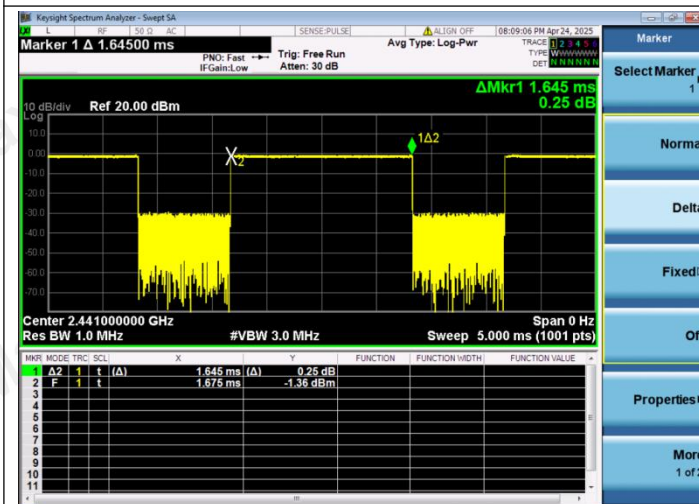 Keysight Spectrum Analyzer - Swept SA
L RF 50 Ω AC SENSE:PULSE ALIGN OFF 08:09:06 PM Apr 24, 2025
Marker 1 Δ 1.64500 ms
PNO: Fast
IFGain:Low
Trig: Free Run
Atten: 30 dB
Avg Type: Log-Pwr
TRACE 1 2 3 4 5 6
TYPE WWWWWW
DET N N N N N N
ΔMkr1 1.645 ms
0.25 dB
10 dB/div Ref 20.00 dBm
Log
10.0
0.00
-10.0
-20.0
-30.0
-40.0
-50.0
-60.0
-70.0
X2
1Δ2
Center 2.441000000 GHz Span 0 Hz
Res BW 1.0 MHz #VBW 3.0 MHz Sweep 5.000 ms (1001 pts)
MKR MODE TRC SCL X Y FUNCTION FUNCTION WIDTH FUNCTION VALUE
1 Δ2 1 t (Δ) 1.645 ms (Δ) 0.25 dB
2 F 1 t 1.675 ms -1.36 dBm
3
4
5
6
7
8
9
10
11
Marker
Select Marker
1
Norma
Delta
Fixed
Of
Properties
More
1 of 2